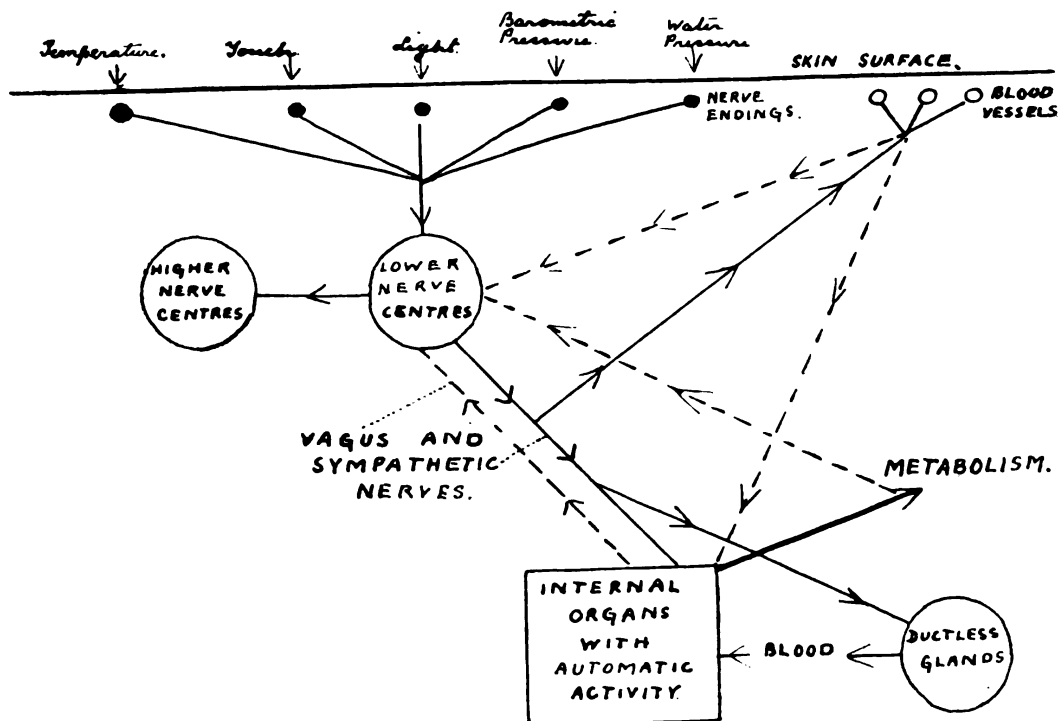 Temperature.
Touch
Light.
Barometric
Pressure.
Water
Pressure
SKIN SURFACE.
NERVE
ENDINGS.
BLOOD
VESSELS.
HIGHER
NERVE
CENTRES
LOWER
NERVE
CENTRES
VAGUS AND
SYMPATHETIC
NERVES.
METABOLISM.
INTERNAL
ORGANS
WITH
AUTOMATIC
ACTIVITY.
BLOOD
DUCTLESS
GLANDS